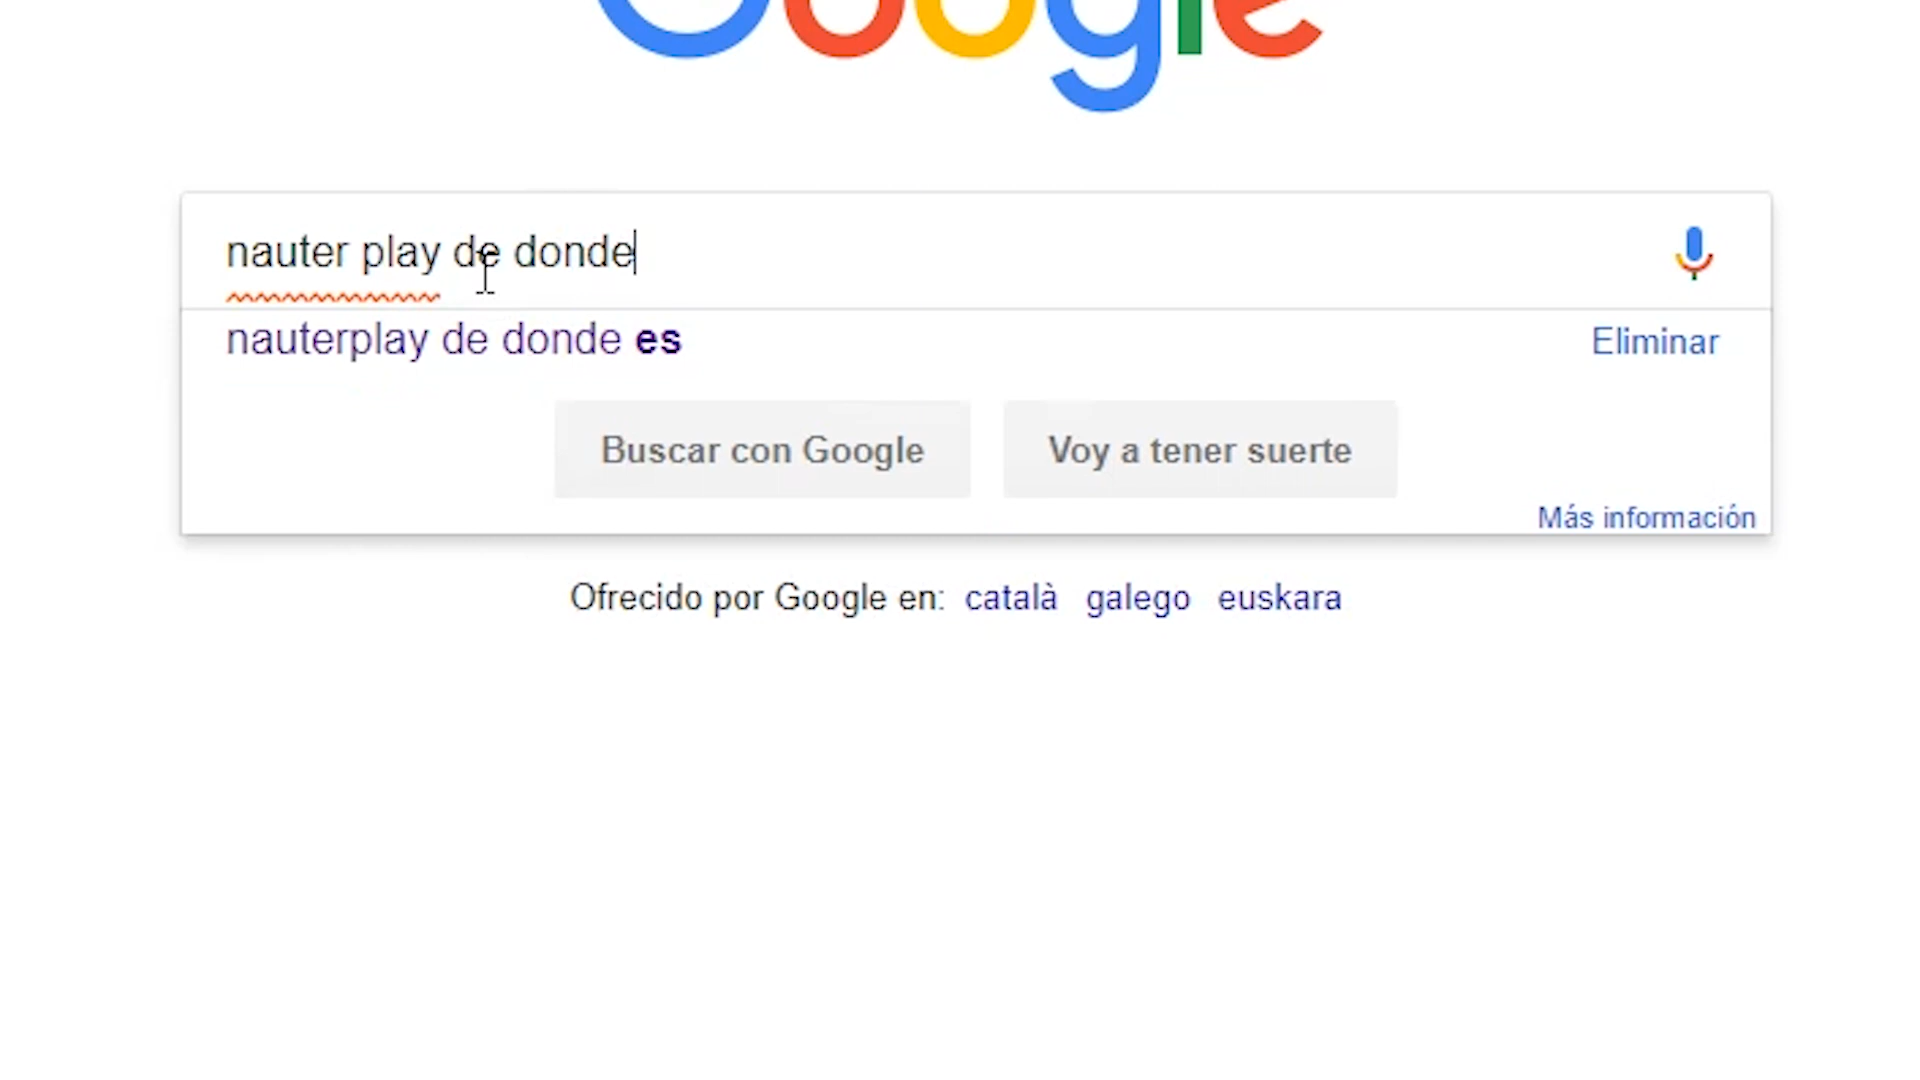 Google
nauter play de donde
nauterplay de donde es Eliminar
Buscar con Google Voy a tener suerte
Más información
Ofrecido por Google en: català galego euskara